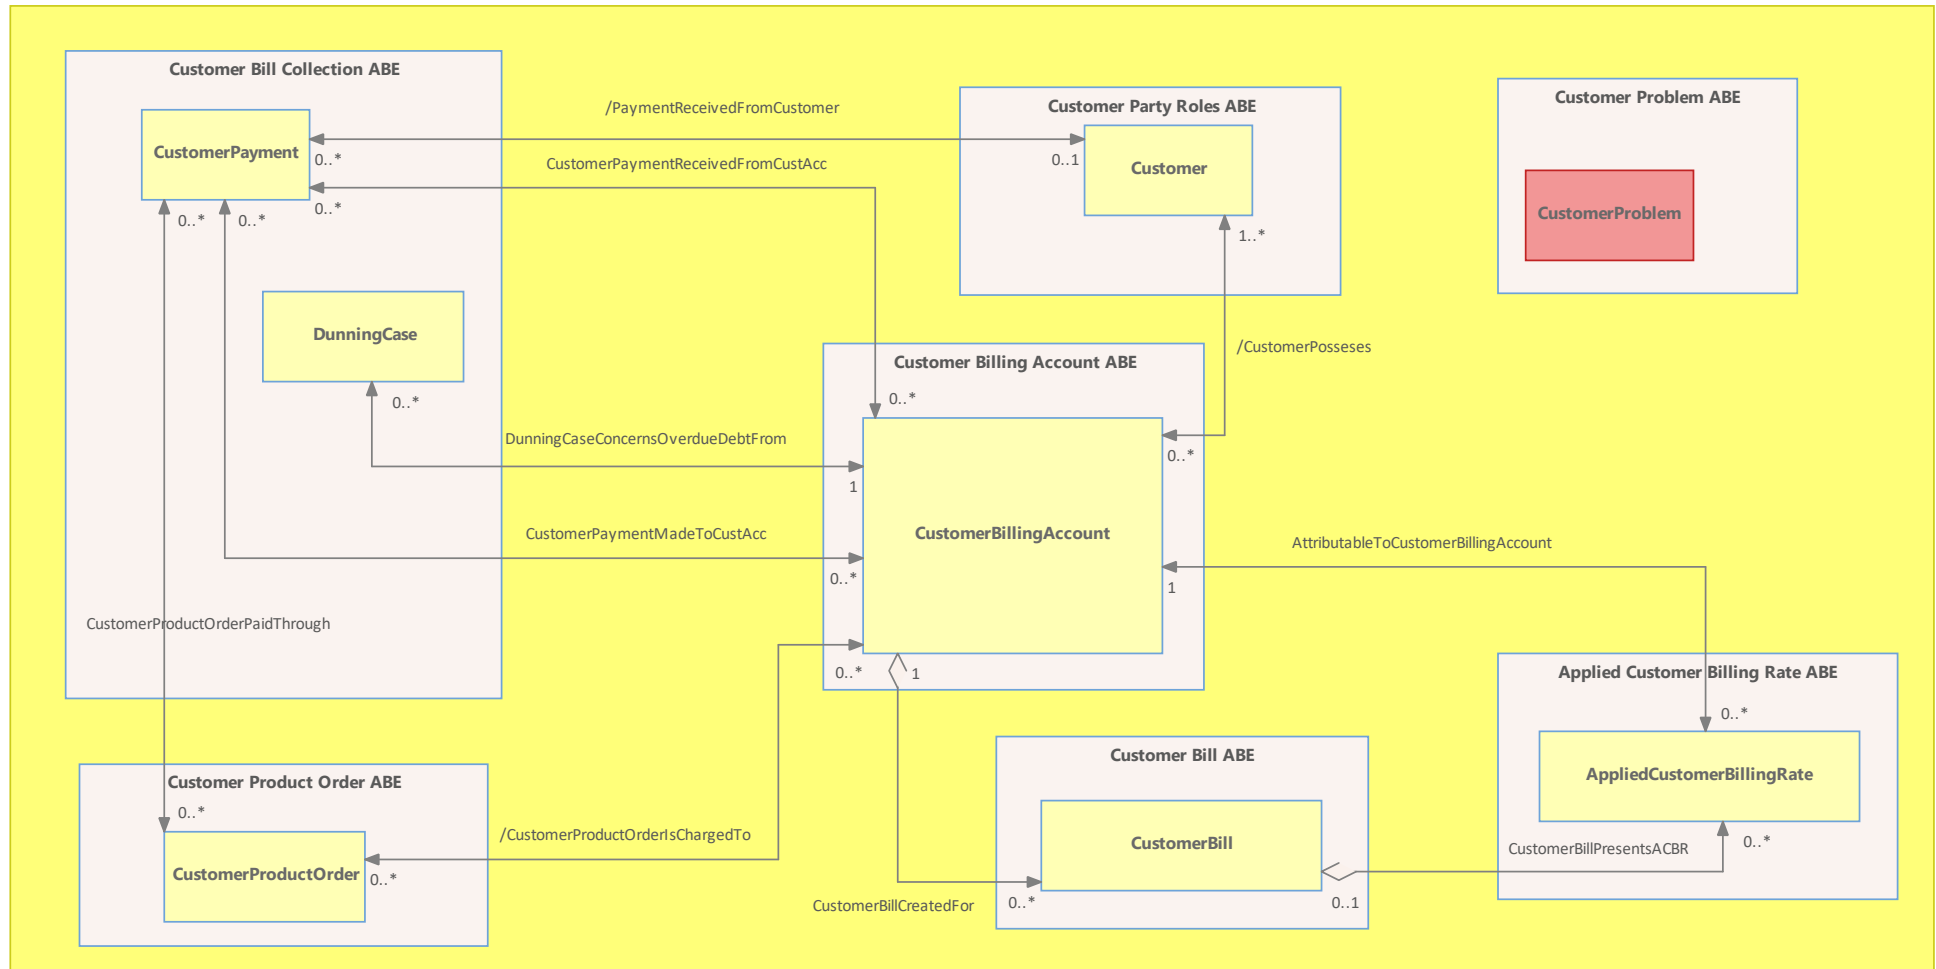 Customer Bill Collection ABE
CustomerPayment
0..*
0..*
0..*
0..*
/PaymentReceivedFromCustomer
CustomerPaymentReceivedFromCustAcc
Customer Party Roles ABE
0..1
Customer
1..*
Customer Problem ABE
CustomerProblem
DunningCase
0..*
/CustomerPosseses
Customer Billing Account ABE
0..*
DunningCaseConcernsOverdueDebtFrom
1
0..*
CustomerBillingAccount
CustomerPaymentMadeToCustAcc
0..*
AttributableToCustomerBillingAccount
1
CustomerProductOrderPaidThrough
0..*
1
Applied Customer Billing Rate ABE
0..*
AppliedCustomerBillingRate
0..*
Customer Product Order ABE
0..*
CustomerProductOrder
0..*
/CustomerProductOrderIsChargedTo
Customer Bill ABE
CustomerBill
CustomerBillPresentsACBR
CustomerBillCreatedFor
0..*
0..1